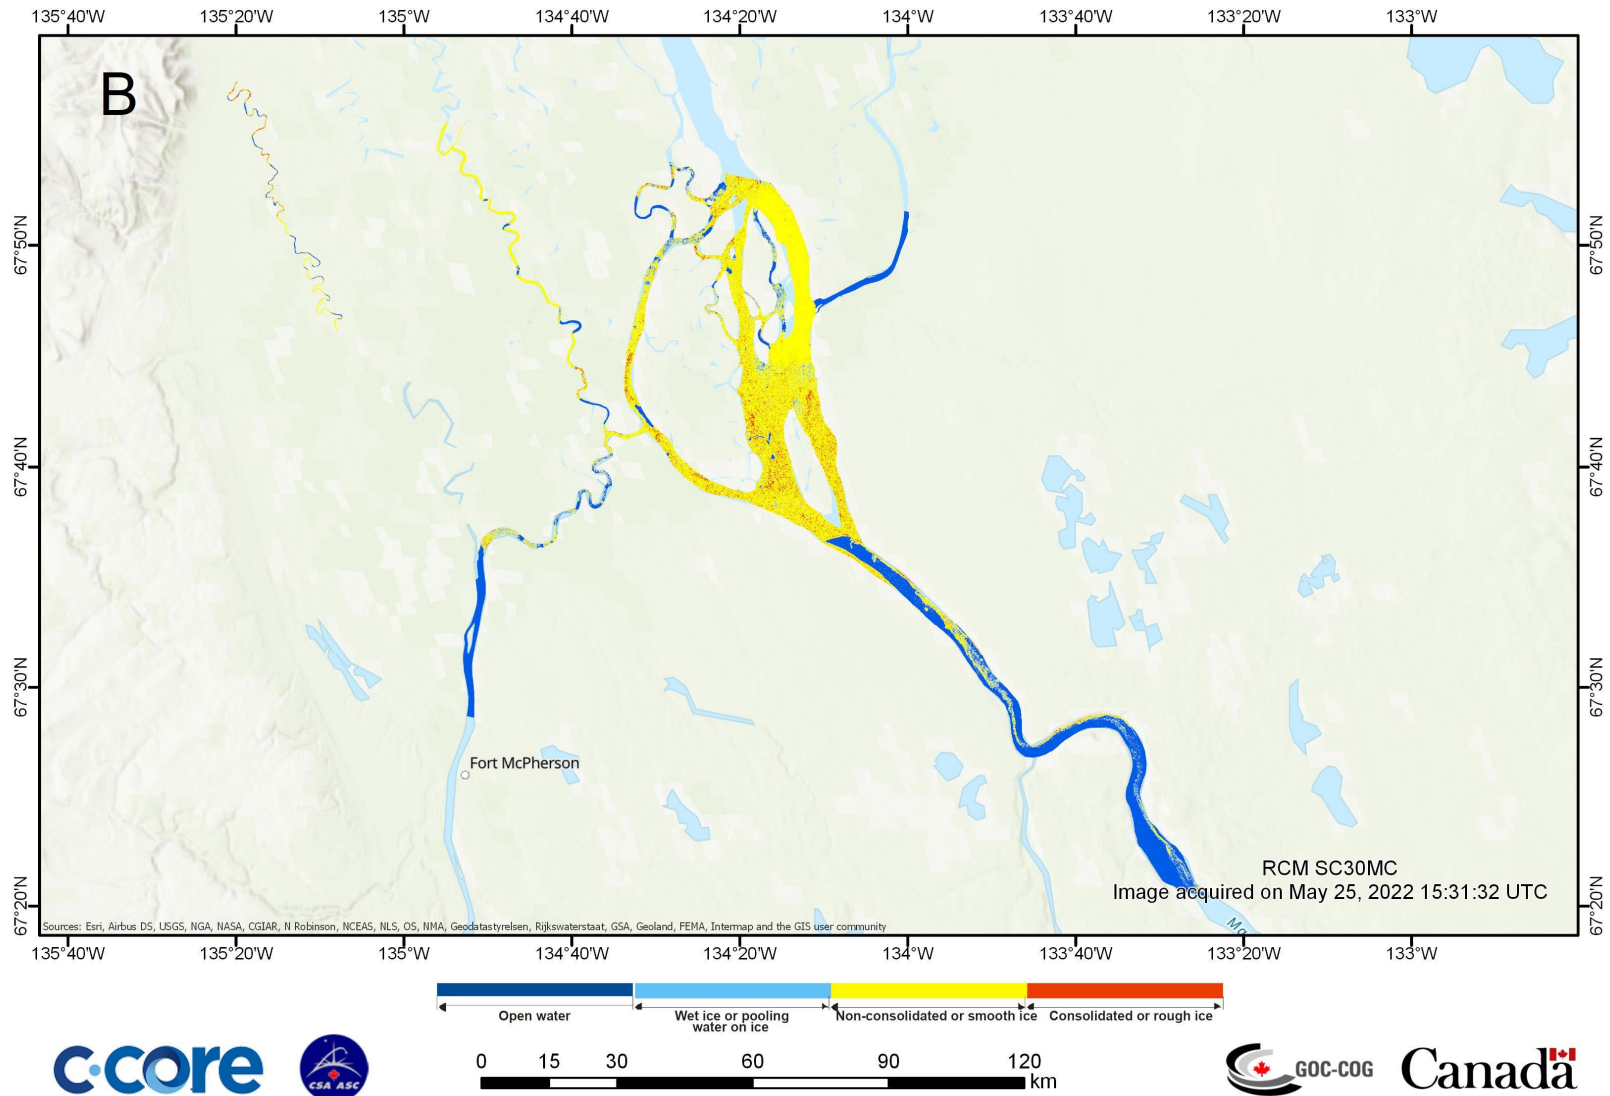 135°40'W 135°20'W 135°W 134°40'W 134°20'W 134°W 133°40'W 133°20'W 133°W
B
67°50'N 67°50'N
67°40'N 67°40'N
67°30'N 67°30'N
Fort McPherson
RCM SC30MC
Image acquired on May 25, 2022 15:31:32 UTC
67°20'N 67°20'N
Ma
Sources: Esri, Airbus DS, USGS, NGA, NASA, CGIAR, N Robinson, NCEAS, NLS, OS, NMA, Geodatastyrelsen, Rijkswaterstaat, GSA, Geoland, FEMA, Intermap and the GIS user community
135°40'W 135°20'W 135°W 134°40'W 134°20'W 134°W 133°40'W 133°20'W 133°W
Open water
Wet ice or pooling
water on ice
Non-consolidated or smooth ice
Consolidated or rough ice
c·core
CSA ASC
0 15 30 60 90 120
km
GOC-COG
Canada